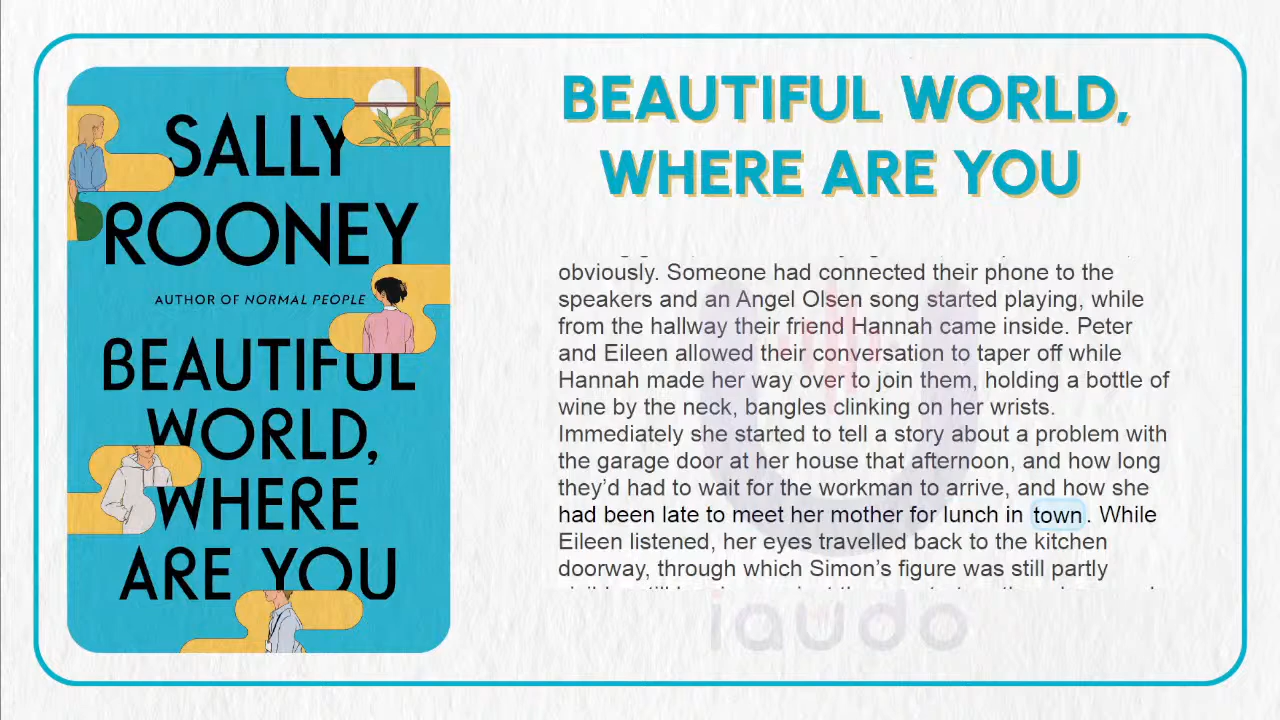 SALLY
ROONEY
AUTHOR OF NORMAL PEOPLE
BEAUTIFUL
WORLD,
WHERE
ARE YOU
BEAUTIFUL WORLD,
WHERE ARE YOU
obviously. Someone had connected their phone to the
speakers and an Angel Olsen song started playing, while
from the hallway their friend Hannah came inside. Peter
and Eileen allowed their conversation to taper off while
Hannah made her way over to join them, holding a bottle of
wine by the neck, bangles clinking on her wrists.
Immediately she started to tell a story about a problem with
the garage door at her house that afternoon, and how long
they’d had to wait for the workman to arrive, and how she
had been late to meet her mother for lunch in town. While
Eileen listened, her eyes travelled back to the kitchen
doorway, through which Simon’s figure was still partly
iaudo